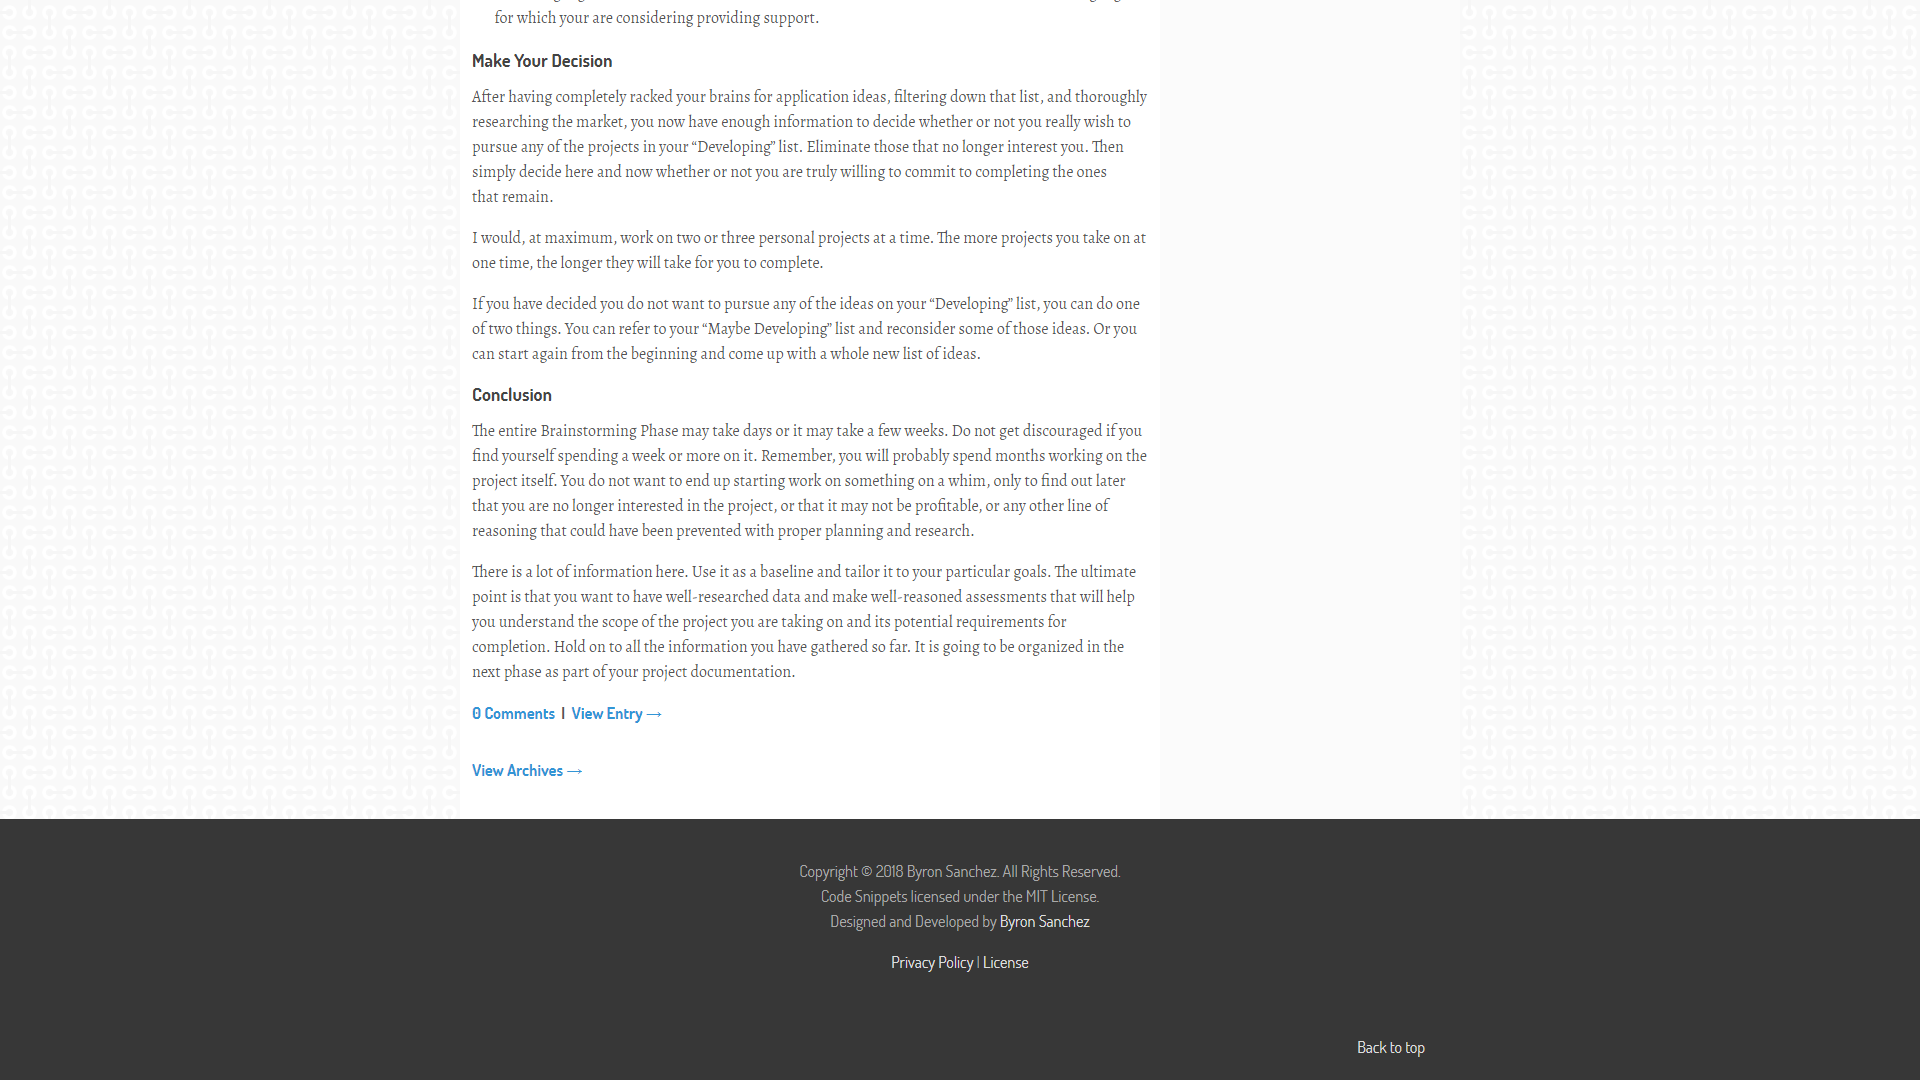 for which your are considering providing support.
Make Your Decision
After having completely racked your brains for application ideas, filtering down that list, and thoroughly
researching the market, you now have enough information to decide whether or not you really wish to
pursue any of the projects in your “Developing” list. Eliminate those that no longer interest you. Then
simply decide here and now whether or not you are truly willing to commit to completing the ones
that remain.
I would, at maximum, work on two or three personal projects at a time. The more projects you take on at
one time, the longer they will take for you to complete.
If you have decided you do not want to pursue any of the ideas on your “Developing” list, you can do one
of two things. You can refer to your “Maybe Developing” list and reconsider some of those ideas. Or you
can start again from the beginning and come up with a whole new list of ideas.
Conclusion
The entire Brainstorming Phase may take days or it may take a few weeks. Do not get discouraged if you
find yourself spending a week or more on it. Remember, you will probably spend months working on the
project itself. You do not want to end up starting work on something on a whim, only to find out later
that you are no longer interested in the project, or that it may not be profitable, or any other line of
reasoning that could have been prevented with proper planning and research.
There is a lot of information here. Use it as a baseline and tailor it to your particular goals. The ultimate
point is that you want to have well-researched data and make well-reasoned assessments that will help
you understand the scope of the project you are taking on and its potential requirements for
completion. Hold on to all the information you have gathered so far. It is going to be organized in the
next phase as part of your project documentation.
0 Comments | View Entry →
View Archives →
Copyright © 2018 Byron Sanchez. All Rights Reserved.
Code Snippets licensed under the MIT License.
Designed and Developed by Byron Sanchez
Privacy Policy | License
Back to top